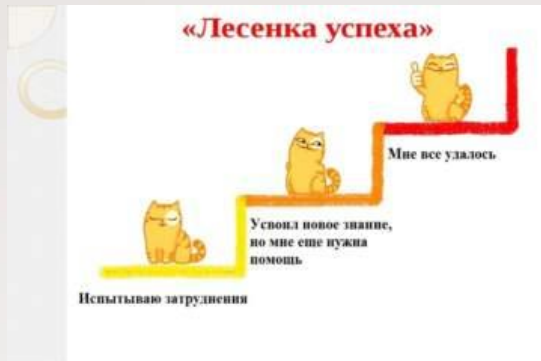 «Лесенка успеха»
Мне все удалось
Усвоил новое знание,
но мне еще нужна
помощь
Испытываю затруднения